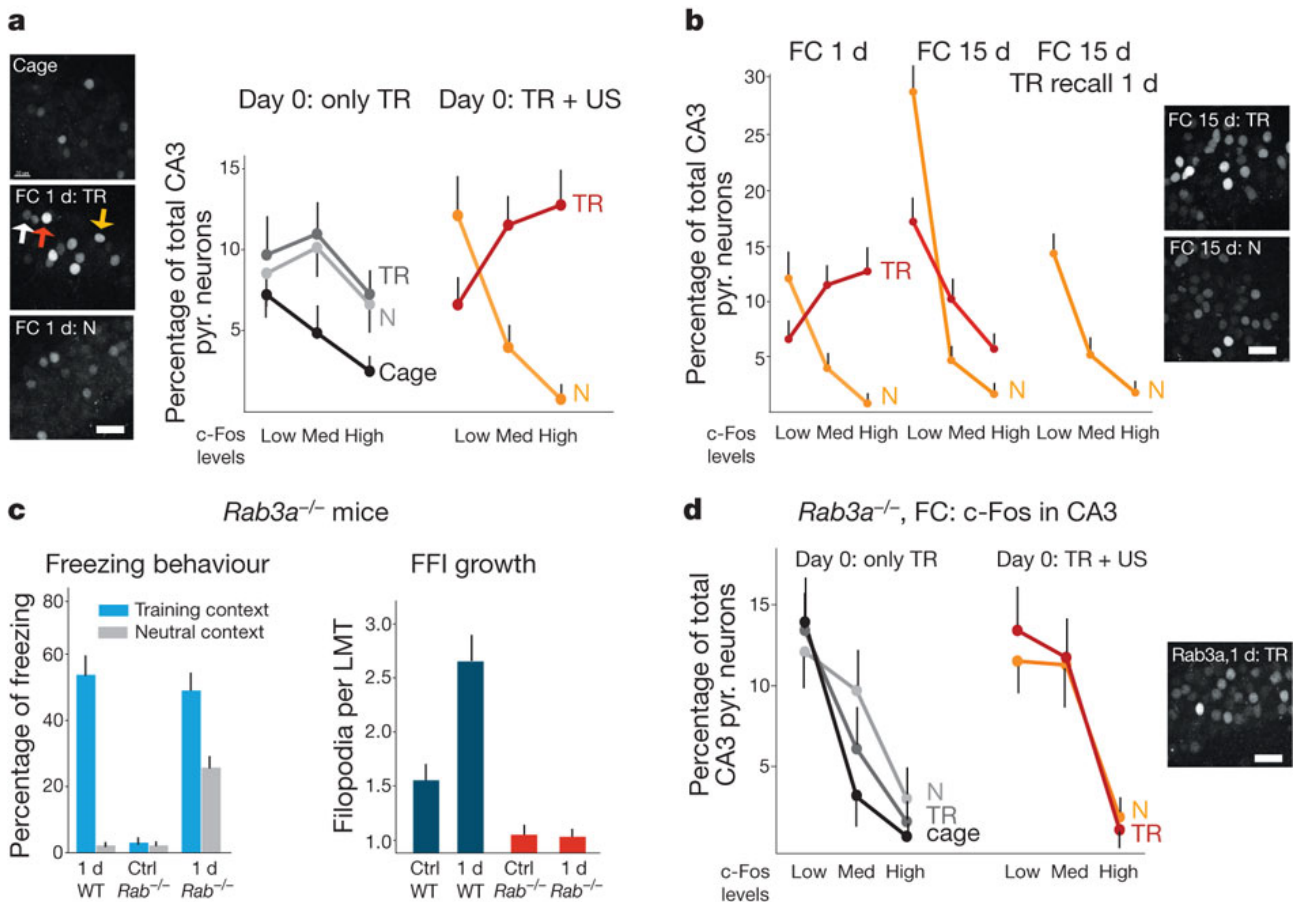 a
Cage
FC 1 d: TR
FC 1 d: N
Day 0: only TR
Day 0: TR + US
Percentage of total CA3
pyr. neurons
15
10
5
TR
N
Cage
TR
N
c-Fos
levels
Low Med High
Low Med High
b
FC 1 d
FC 15 d
FC 15 d
TR recall 1 d
Percentage of total CA3
pyr. neurons
30
25
20
15
10
5
TR
N
N
N
c-Fos
levels
Low Med High
Low Med High
Low Med High
FC 15 d: TR
FC 15 d: N
c
Rab3a–/– mice
Freezing behaviour
Percentage of freezing
80
60
40
20
0
Training context
Neutral context
1 d
WT
Ctrl
Rab–/–
1 d
Rab–/–
FFI growth
Filopodia per LMT
3.0
2.5
2.0
1.5
1.0
Ctrl
WT
1 d
WT
Ctrl
Rab–/–
1 d
Rab–/–
d
Rab3a–/–, FC: c-Fos in CA3
Day 0: only TR
Day 0: TR + US
Percentage of total
CA3 pyr. neurons
15
10
5
N
TR
cage
N
TR
c-Fos
levels
Low Med High
Low Med High
Rab3a,1 d: TR